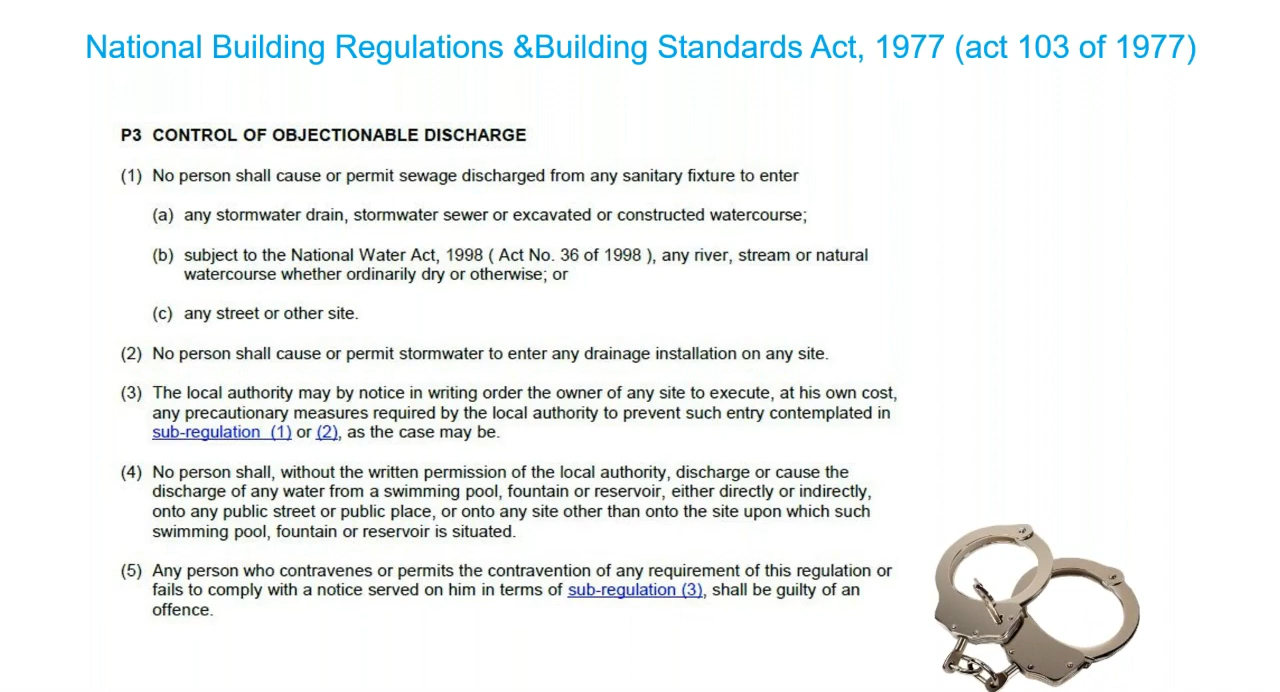 National Building Regulations &Building Standards Act, 1977 (act 103 of 1977)
P3 CONTROL OF OBJECTIONABLE DISCHARGE
(1) No person shall cause or permit sewage discharged from any sanitary fixture to enter
(a) any stormwater drain, stormwater sewer or excavated or constructed watercourse;
(b) subject to the National Water Act, 1998 ( Act No. 36 of 1998 ), any river, stream or natural
watercourse whether ordinarily dry or otherwise; or
(c) any street or other site.
(2) No person shall cause or permit stormwater to enter any drainage installation on any site.
(3) The local authority may by notice in writing order the owner of any site to execute, at his own cost,
any precautionary measures required by the local authority to prevent such entry contemplated in
sub-regulation (1) or (2), as the case may be.
(4) No person shall, without the written permission of the local authority, discharge or cause the
discharge of any water from a swimming pool, fountain or reservoir, either directly or indirectly,
onto any public street or public place, or onto any site other than onto the site upon which such
swimming pool, fountain or reservoir is situated.
(5) Any person who contravenes or permits the contravention of any requirement of this regulation or
fails to comply with a notice served on him in terms of sub-regulation (3), shall be guilty of an
offence.